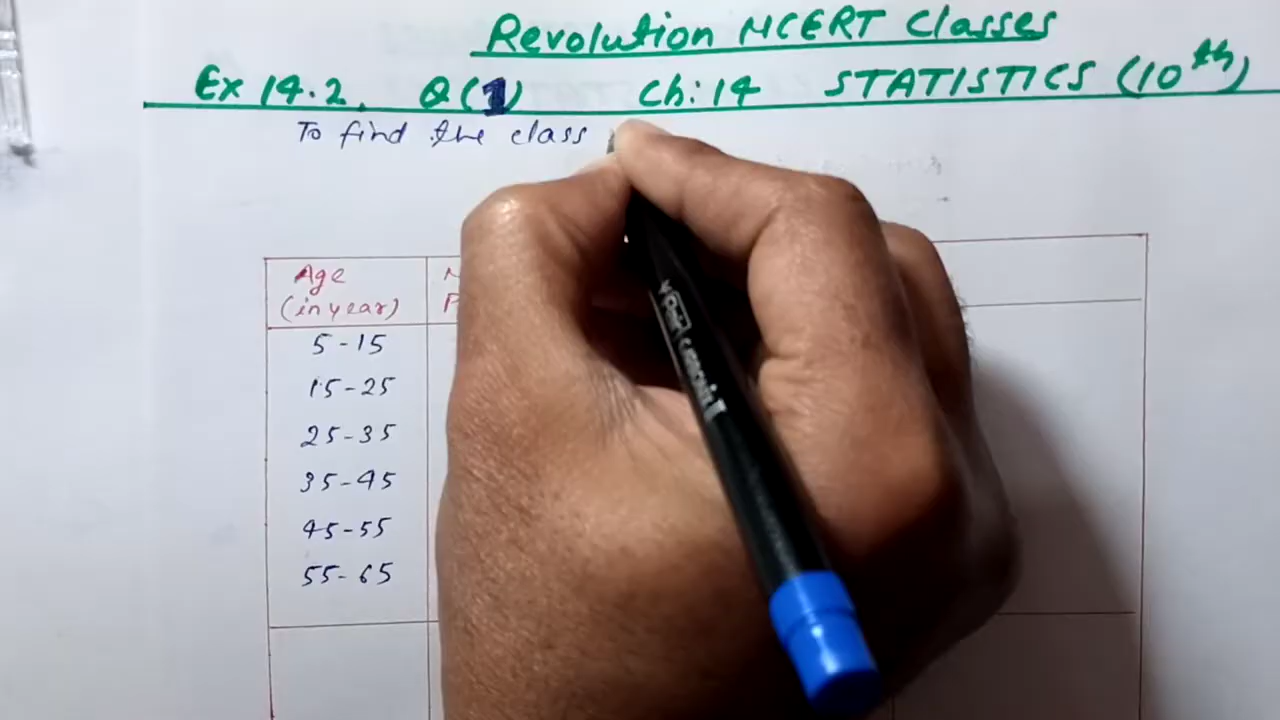 Revolution NCERT Classes
Ex 14.2. Q(1) Ch:14 STATISTICS (10th)
To find the class
Age
(in year)
5-15
15-25
25-35
35-45
45-55
55-65